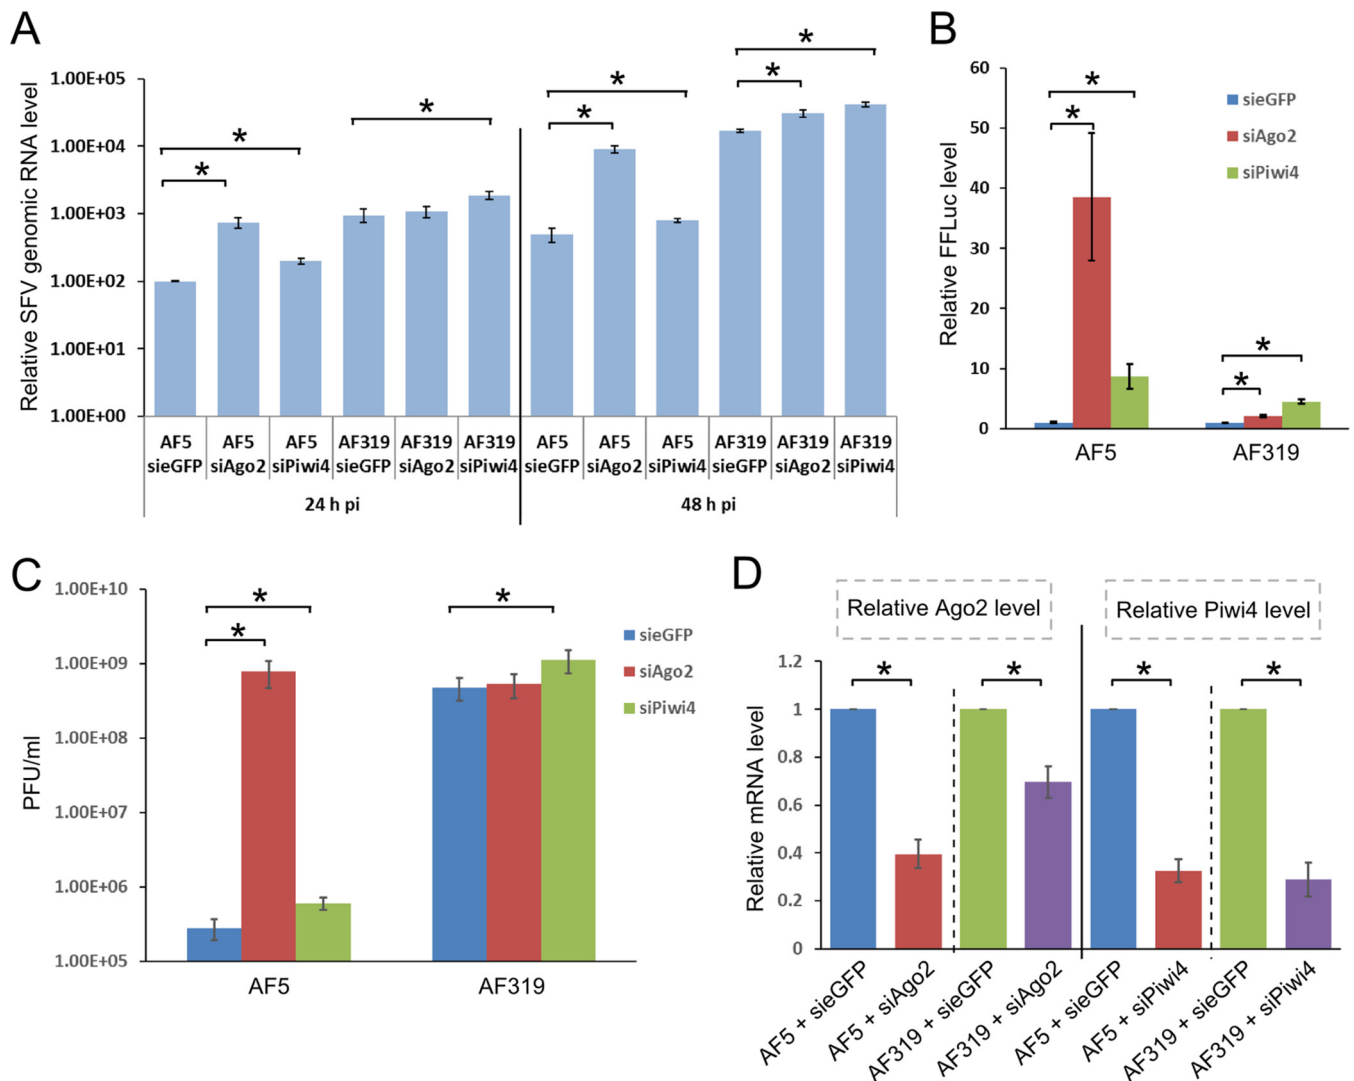 A
Relative SFV genomic RNA level
1.00E+05
1.00E+04
1.00E+03
1.00E+02
1.00E+01
1.00E+00
*
*
*
*
*
*
*
AF5 sieGFP
AF5 siAgo2
AF5 siPiwi4
AF319 sieGFP
AF319 siAgo2
AF319 siPiwi4
AF5 sieGFP
AF5 siAgo2
AF5 siPiwi4
AF319 sieGFP
AF319 siAgo2
AF319 siPiwi4
24 h pi
48 h pi
B
Relative FFLuc level
60
50
40
30
20
10
0
*
*
*
*
sieGFP
siAgo2
siPiwi4
AF5
AF319
C
PFU/ml
1.00E+10
1.00E+09
1.00E+08
1.00E+07
1.00E+06
1.00E+05
*
*
*
sieGFP
siAgo2
siPiwi4
AF5
AF319
D
Relative Ago2 level
Relative Piwi4 level
Relative mRNA level
1.2
1
0.8
0.6
0.4
0.2
0
*
*
*
*
AF5 + sieGFP
AF5 + siAgo2
AF319 + sieGFP
AF319 + siAgo2
AF5 + sieGFP
AF5 + siPiwi4
AF319 + sieGFP
AF319 + siPiwi4